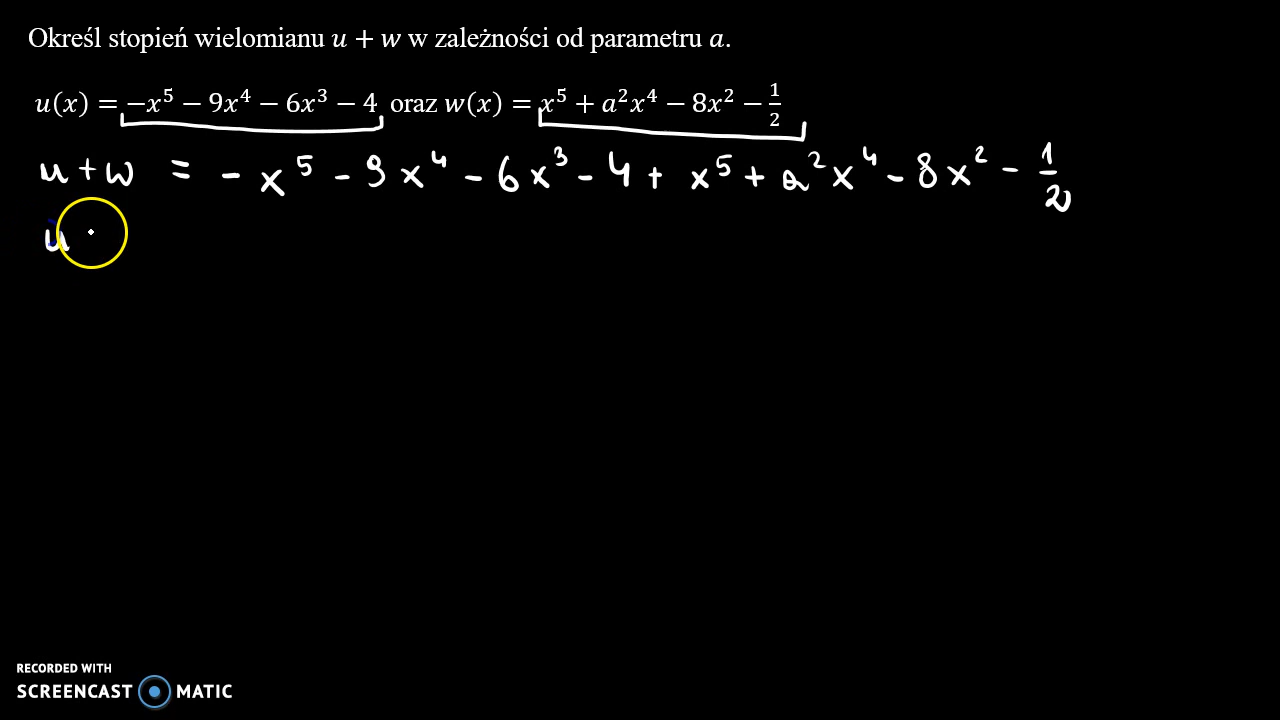 Określ stopień wielomianu u + w w zależności od parametru a.
u(x) = −x⁵ − 9x⁴ − 6x³ − 4 oraz w(x) = x⁵ + a²x⁴ − 8x² − 1/2
u + w = - x⁵ - 9x⁴ - 6x³ - 4 + x⁵ + a²x⁴ - 8x² - 1/2
u
RECORDED WITH
SCREENCAST MATIC